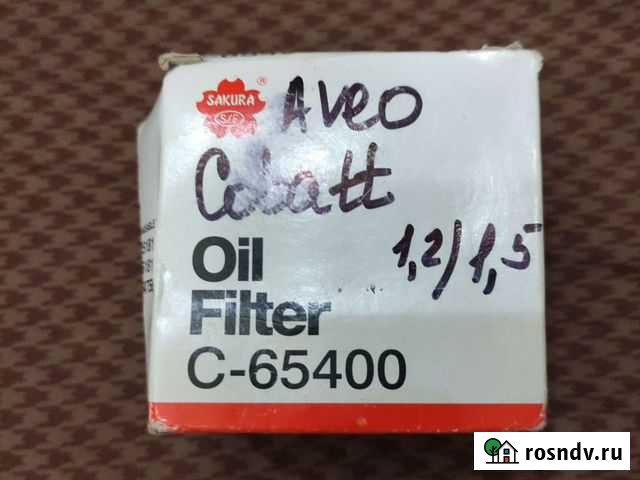 SAKURA ®
S/F
Aveo
Cobalt
1,2/1,5
Oil
Filter
C-65400
rosndv.ru